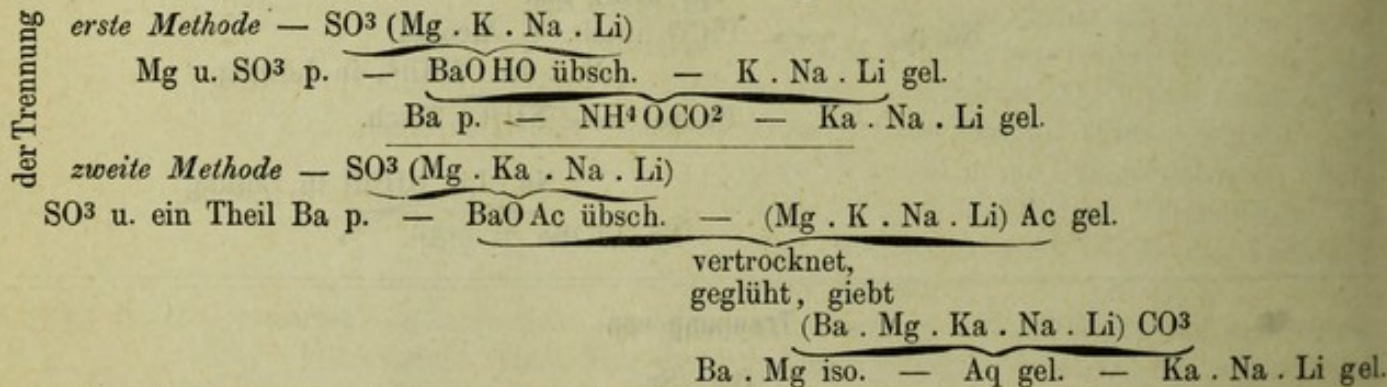 der Trennung
erste Methode — SO³ (Mg . K . Na . Li)
Mg u. SO³ p. — BaO HO übsch. — K . Na . Li gel.
Ba p. — NH⁴ O CO² — Ka . Na . Li gel.
zweite Methode — SO³ (Mg . Ka . Na . Li)
SO³ u. ein Theil Ba p. — BaO Ac übsch. — (Mg . K . Na . Li) Ac gel.
vertrocknet,
geglüht, giebt
(Ba . Mg . Ka . Na . Li) CO³
Ba . Mg iso. — Aq gel. — Ka . Na . Li gel.